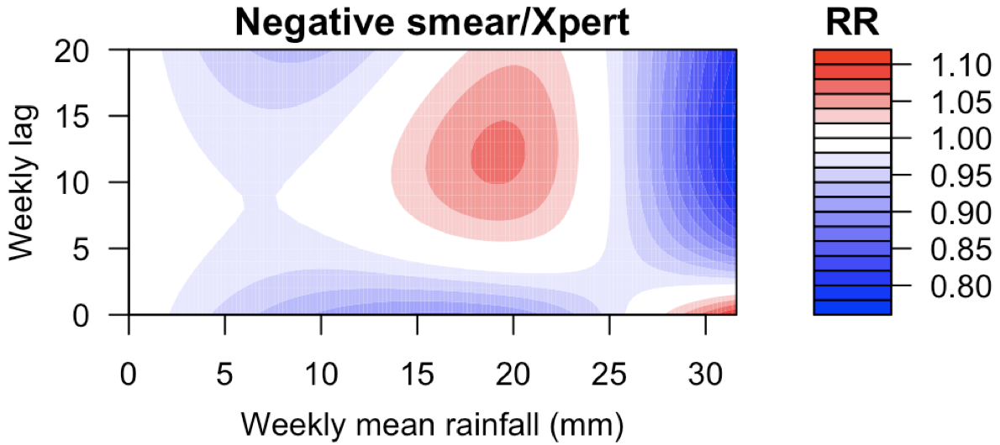 Negative smear/Xpert
RR
20
15
10
5
0
Weekly lag
0 5 10 15 20 25 30
Weekly mean rainfall (mm)
1.10
1.05
1.00
0.95
0.90
0.85
0.80